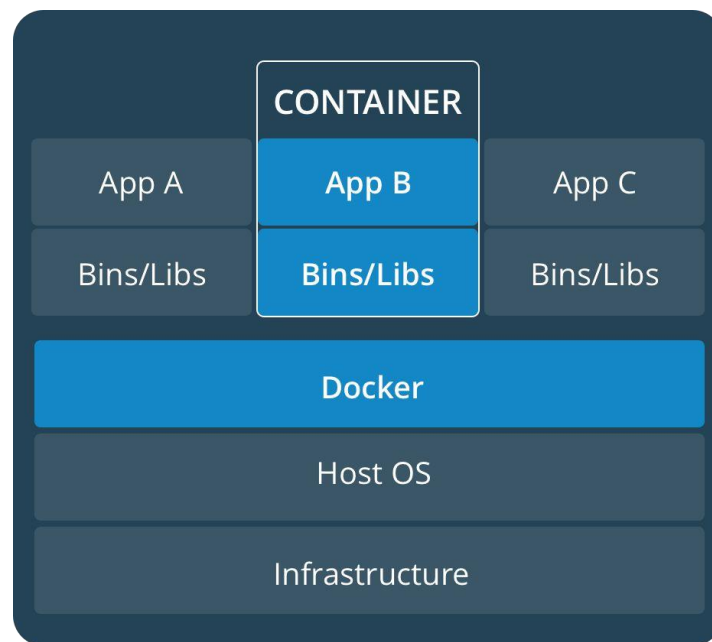 CONTAINER
App A App B App C
Bins/Libs Bins/Libs Bins/Libs
Docker
Host OS
Infrastructure